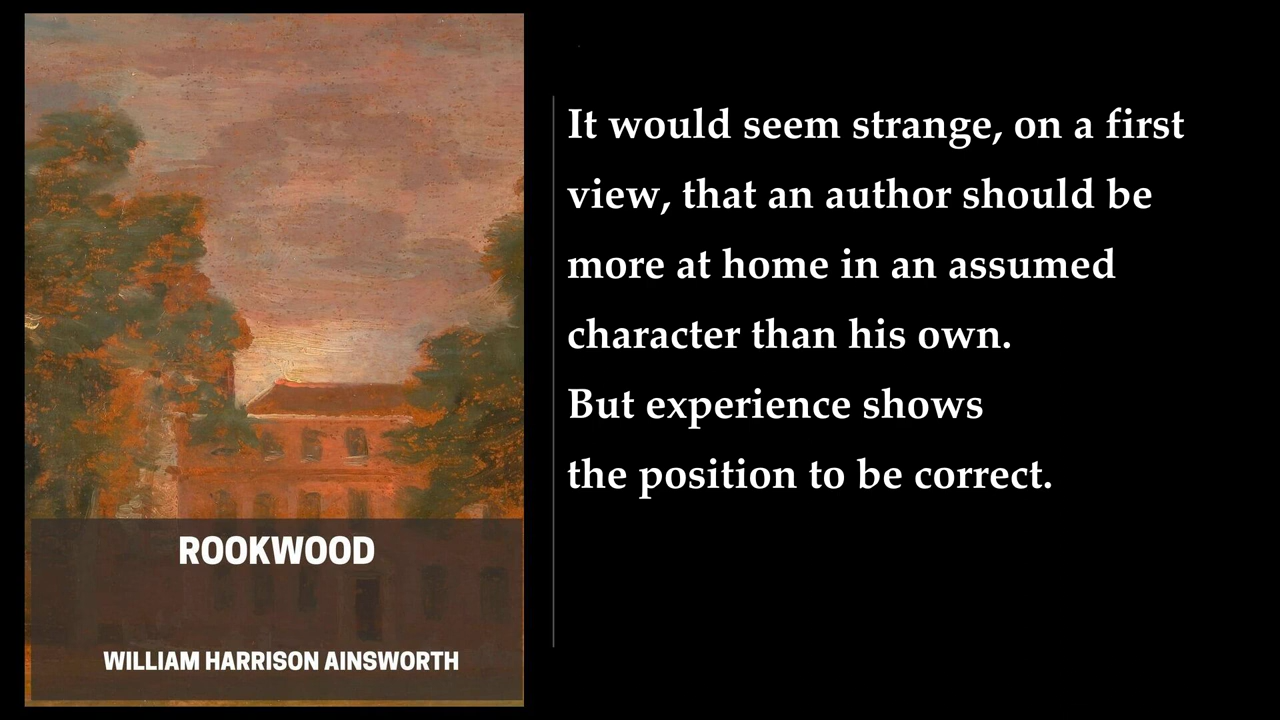 ROOKWOOD
WILLIAM HARRISON AINSWORTH
It would seem strange, on a first
view, that an author should be
more at home in an assumed
character than his own.
But experience shows
the position to be correct.